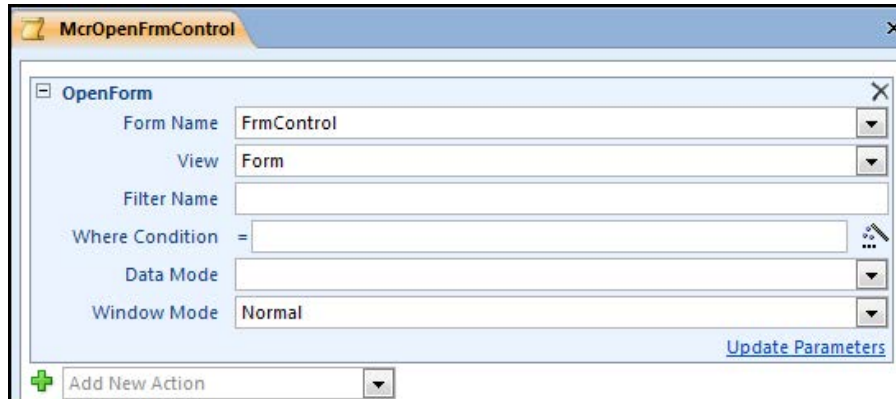 McrOpenFrmControl
OpenForm
Form Name FrmControl
View Form
Filter Name
Where Condition =
Data Mode
Window Mode Normal
Update Parameters
Add New Action